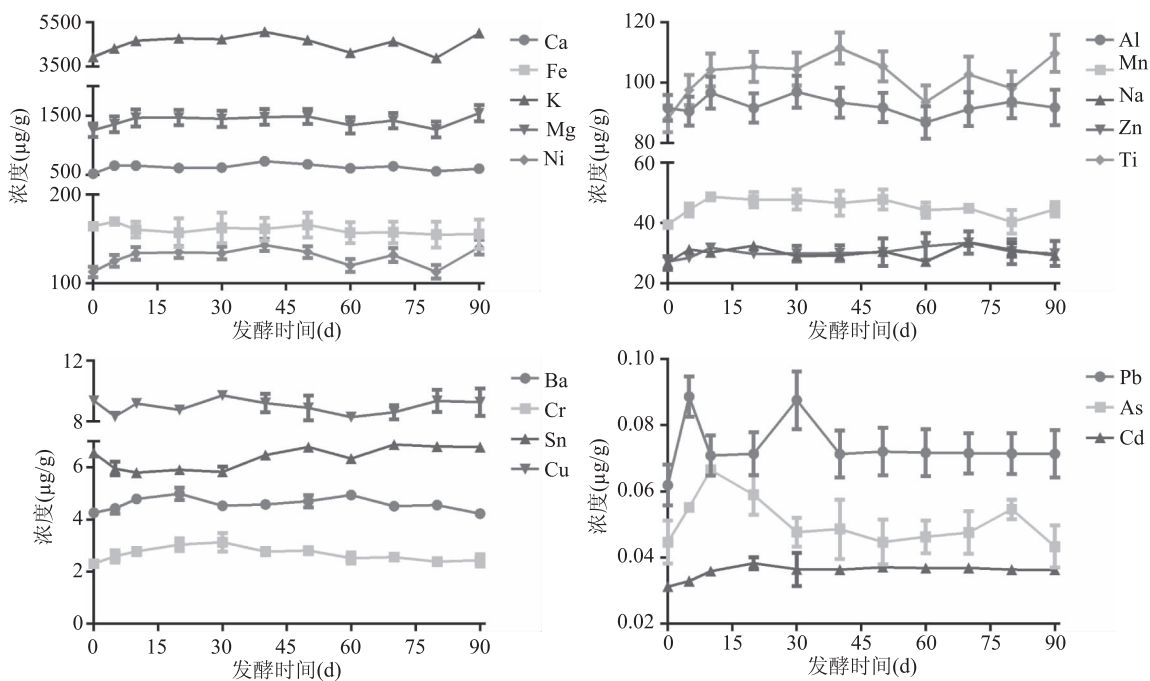 5500
3500
1500
500
200
100
浓度(μg/g)
0 15 30 45 60 75 90
发酵时间(d)
Ca
Fe
K
Mg
Ni
120
100
80
60
40
20
浓度(μg/g)
0 15 30 45 60 75 90
发酵时间(d)
Al
Mn
Na
Zn
Ti
12
8
6
4
2
0
浓度(μg/g)
0 15 30 45 60 75 90
发酵时间(d)
Ba
Cr
Sn
Cu
0.10
0.08
0.06
0.04
0.02
浓度(μg/g)
0 15 30 45 60 75 90
发酵时间(d)
Pb
As
Cd